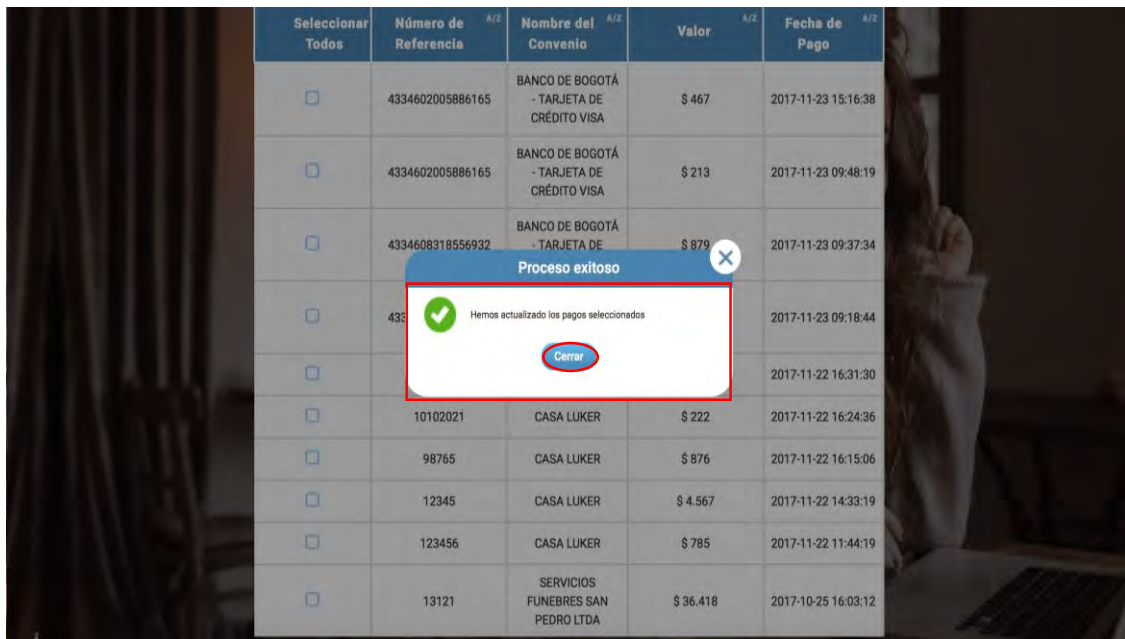 Seleccionar Todos
Número de Referencia A/Z
Nombre del Convenio A/Z
Valor A/Z
Fecha de Pago A/Z
4334602005886165
BANCO DE BOGOTÁ
- TARJETA DE
CRÉDITO VISA
$ 467
2017-11-23 15:16:38
4334602005886165
BANCO DE BOGOTÁ
- TARJETA DE
CRÉDITO VISA
$ 213
2017-11-23 09:48:19
4334608318556932
BANCO DE BOGOTÁ
- TARJETA DE
$ 879
2017-11-23 09:37:34
Proceso exitoso
Hemos actualizado los pagos seleccionados
Cerrar
433
2017-11-23 09:18:44
2017-11-22 16:31:30
10102021
CASA LUKER
$ 222
2017-11-22 16:24:36
98765
CASA LUKER
$ 876
2017-11-22 16:15:06
12345
CASA LUKER
$ 4.567
2017-11-22 14:33:19
123456
CASA LUKER
$ 785
2017-11-22 11:44:19
13121
SERVICIOS
FUNEBRES SAN
PEDRO LTDA
$ 36.418
2017-10-25 16:03:12